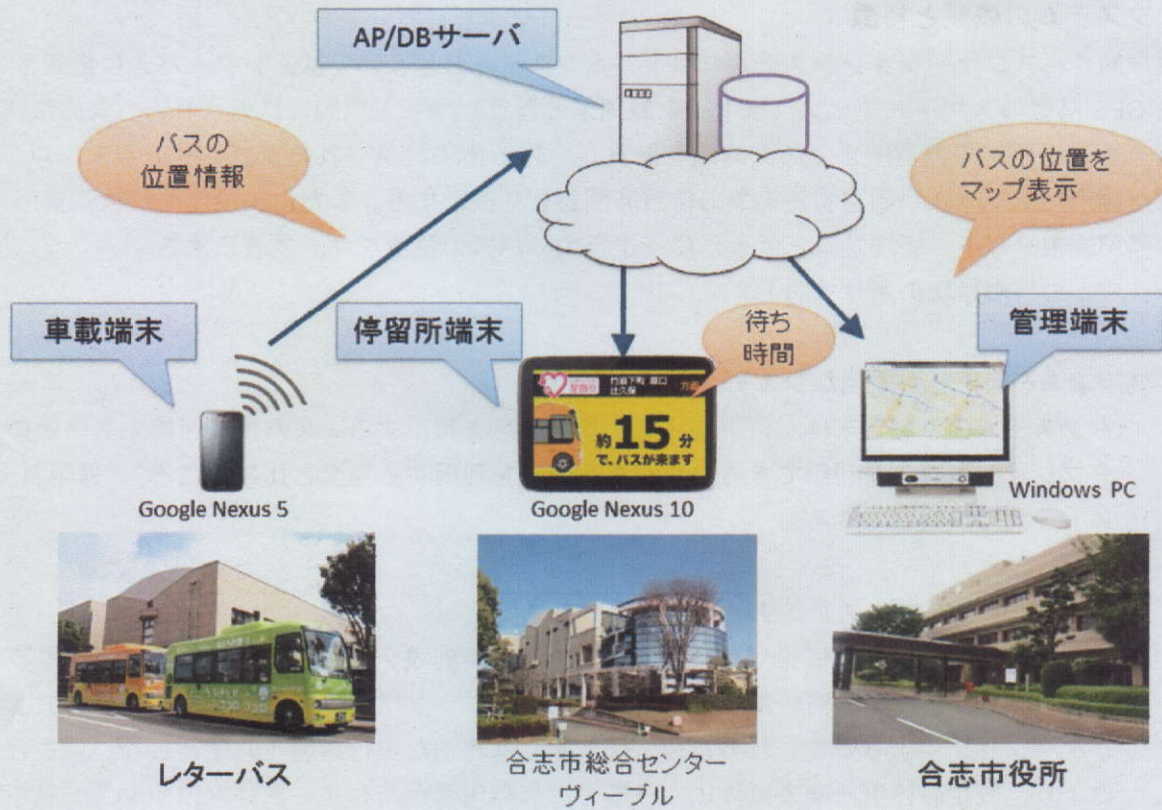 AP/DBサーバ
バスの
位置情報
バスの位置を
マップ表示
車載端末
停留所端末
待ち
時間
管理端末
方面
約15分
で、バスが来ます
Google Nexus 5
Google Nexus 10
Windows PC
レターバス
合志市総合センター
ヴィーブル
合志市役所